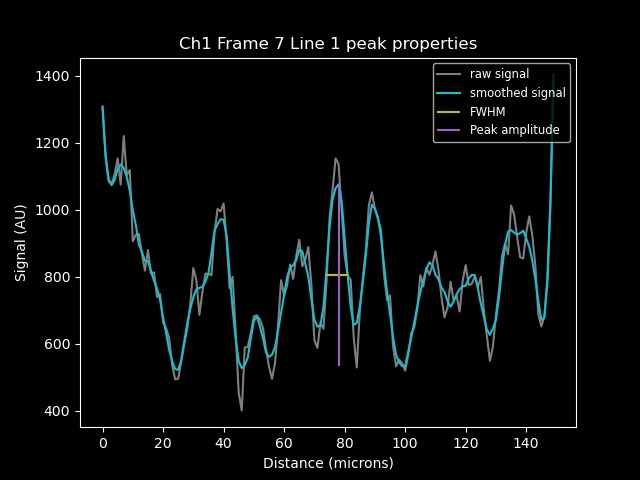 Ch1 Frame 7 Line 1 peak properties
raw signal
smoothed signal
FWHM
Peak amplitude
Signal (AU)
1400
1200
1000
800
600
400
0 20 40 60 80 100 120 140
Distance (microns)